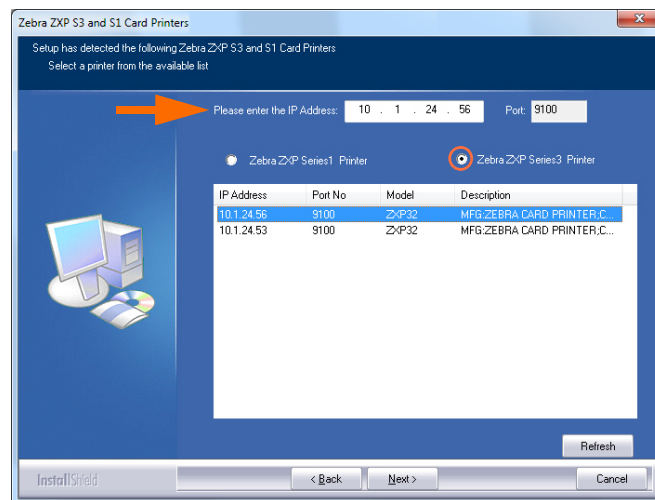 Zebra ZXP S3 and S1 Card Printers
Setup has detected the following Zebra ZXP S3 and S1 Card Printers
Select a printer from the available list
Please enter the IP Address: 10 . 1 . 24 . 56 Port: 9100
Zebra ZXP Series1 Printer Zebra ZXP Series3 Printer
IP Address Port No Model Description
10.1.24.56 9100 ZXP32 MFG:ZEBRA CARD PRINTER;C...
10.1.24.53 9100 ZXP32 MFG:ZEBRA CARD PRINTER;C...
Refresh
InstallShield < Back Next > Cancel